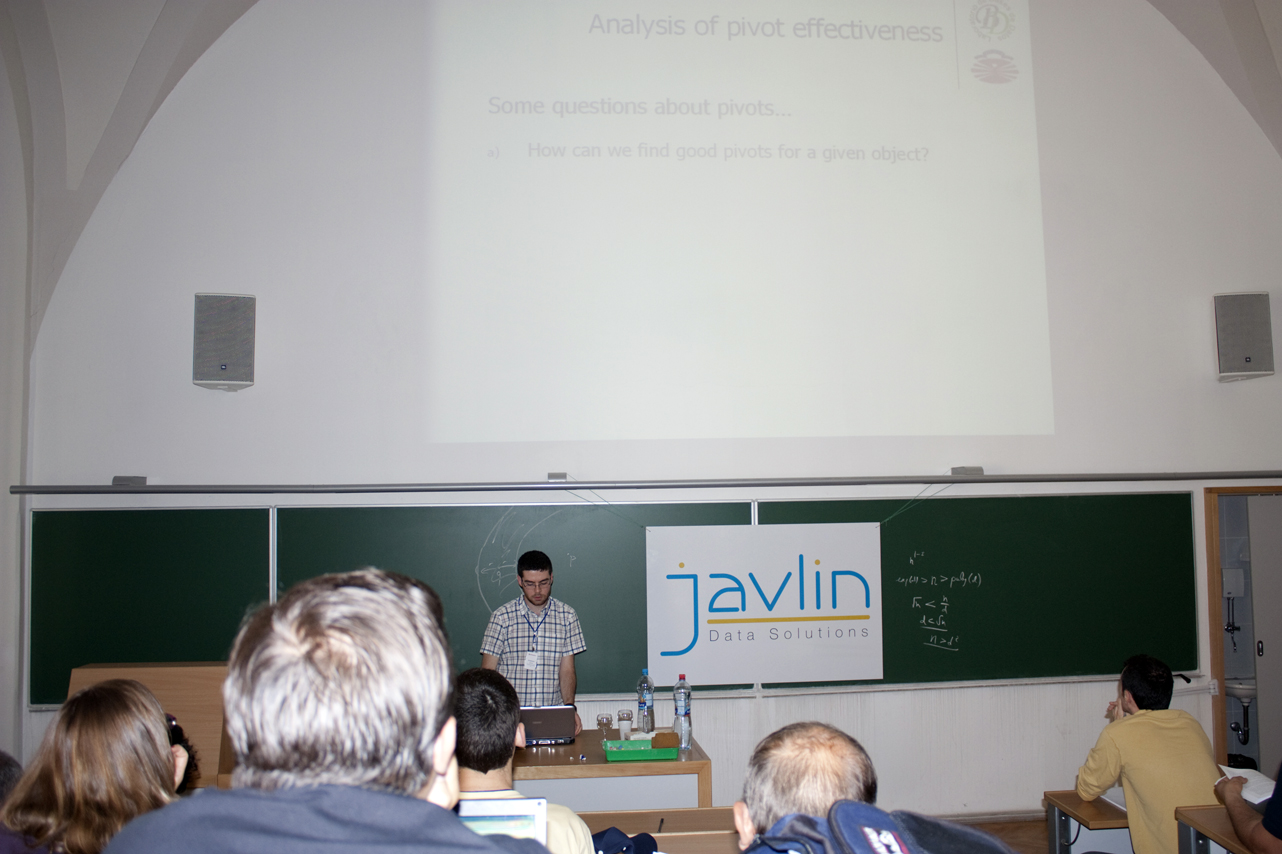 Analysis of pivot effectiveness
Some questions about pivots...
a) How can we find good pivots for a given object?
javlin
Data Solutions